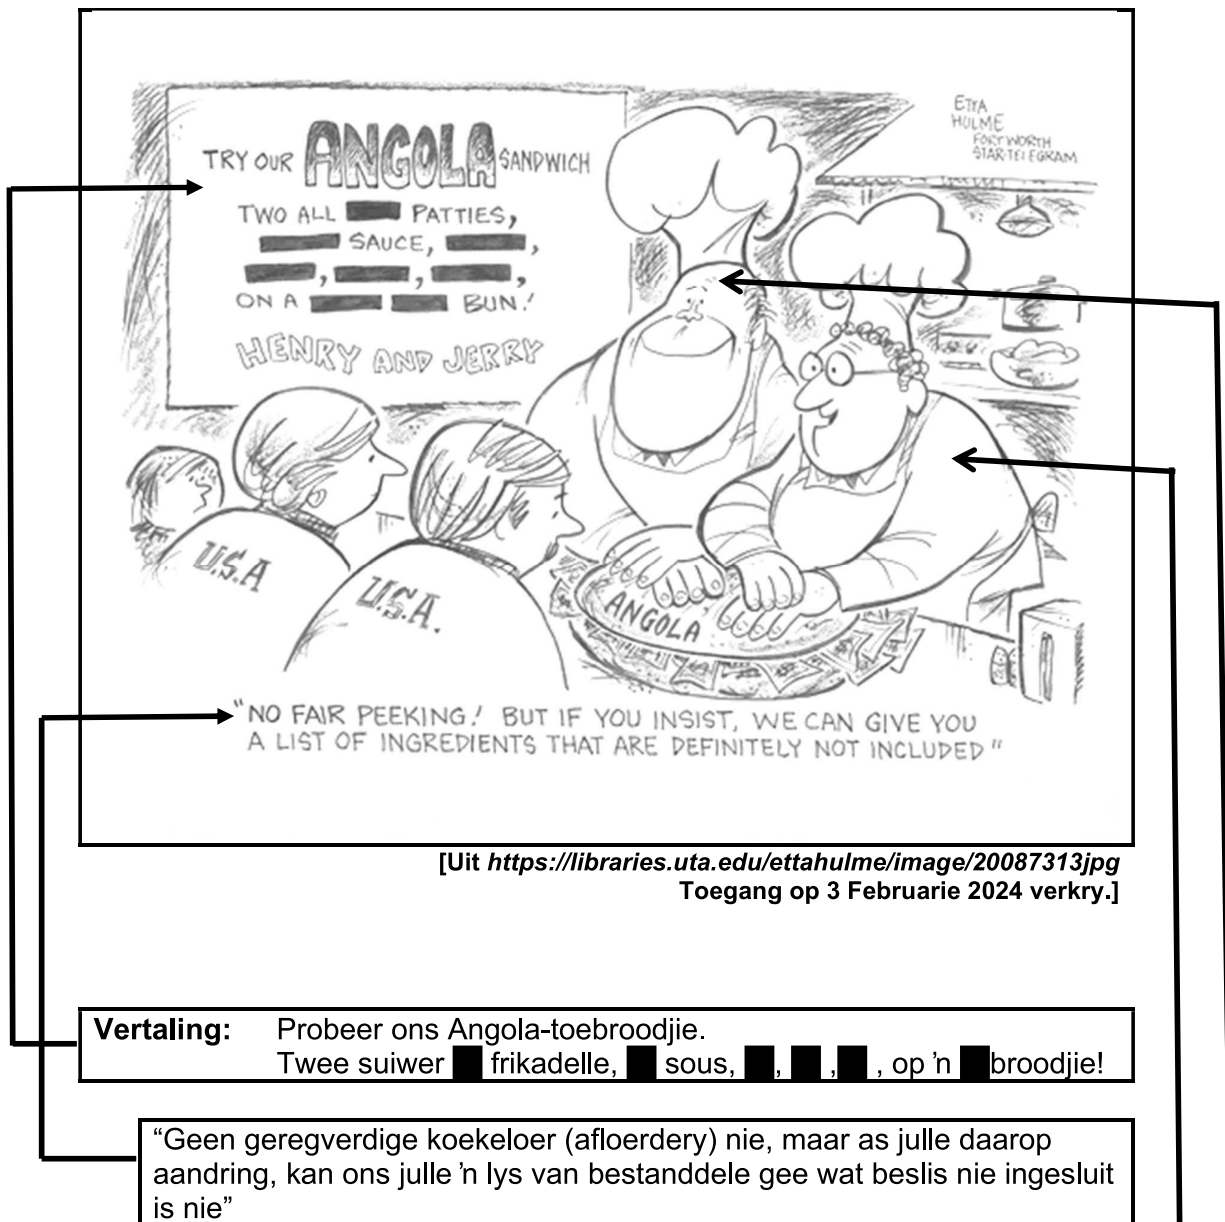 ETTA
HULME
FORT WORTH
STAR-TELEGRAM
TRY OUR ANGOLA SANDWICH
TWO ALL PATTIES,
SAUCE, ,
, , ,
ON A BUN!
HENRY AND JERRY
U.S.A
U.S.A.
ANGOLA
"NO FAIR PEEKING! BUT IF YOU INSIST, WE CAN GIVE YOU
A LIST OF INGREDIENTS THAT ARE DEFINITELY NOT INCLUDED"
[Uit https://libraries.uta.edu/ettahulme/image/20087313jpg
Toegang op 3 Februarie 2024 verkry.]
Vertaling: Probeer ons Angola-toebroodjie.
Twee suiwer frikadelle, sous, , , , op 'n broodjie!
“Geen geregverdige koekeloer (afloerdery) nie, maar as julle daarop
aandring, kan ons julle 'n lys van bestanddele gee wat beslis nie ingesluit
is nie”